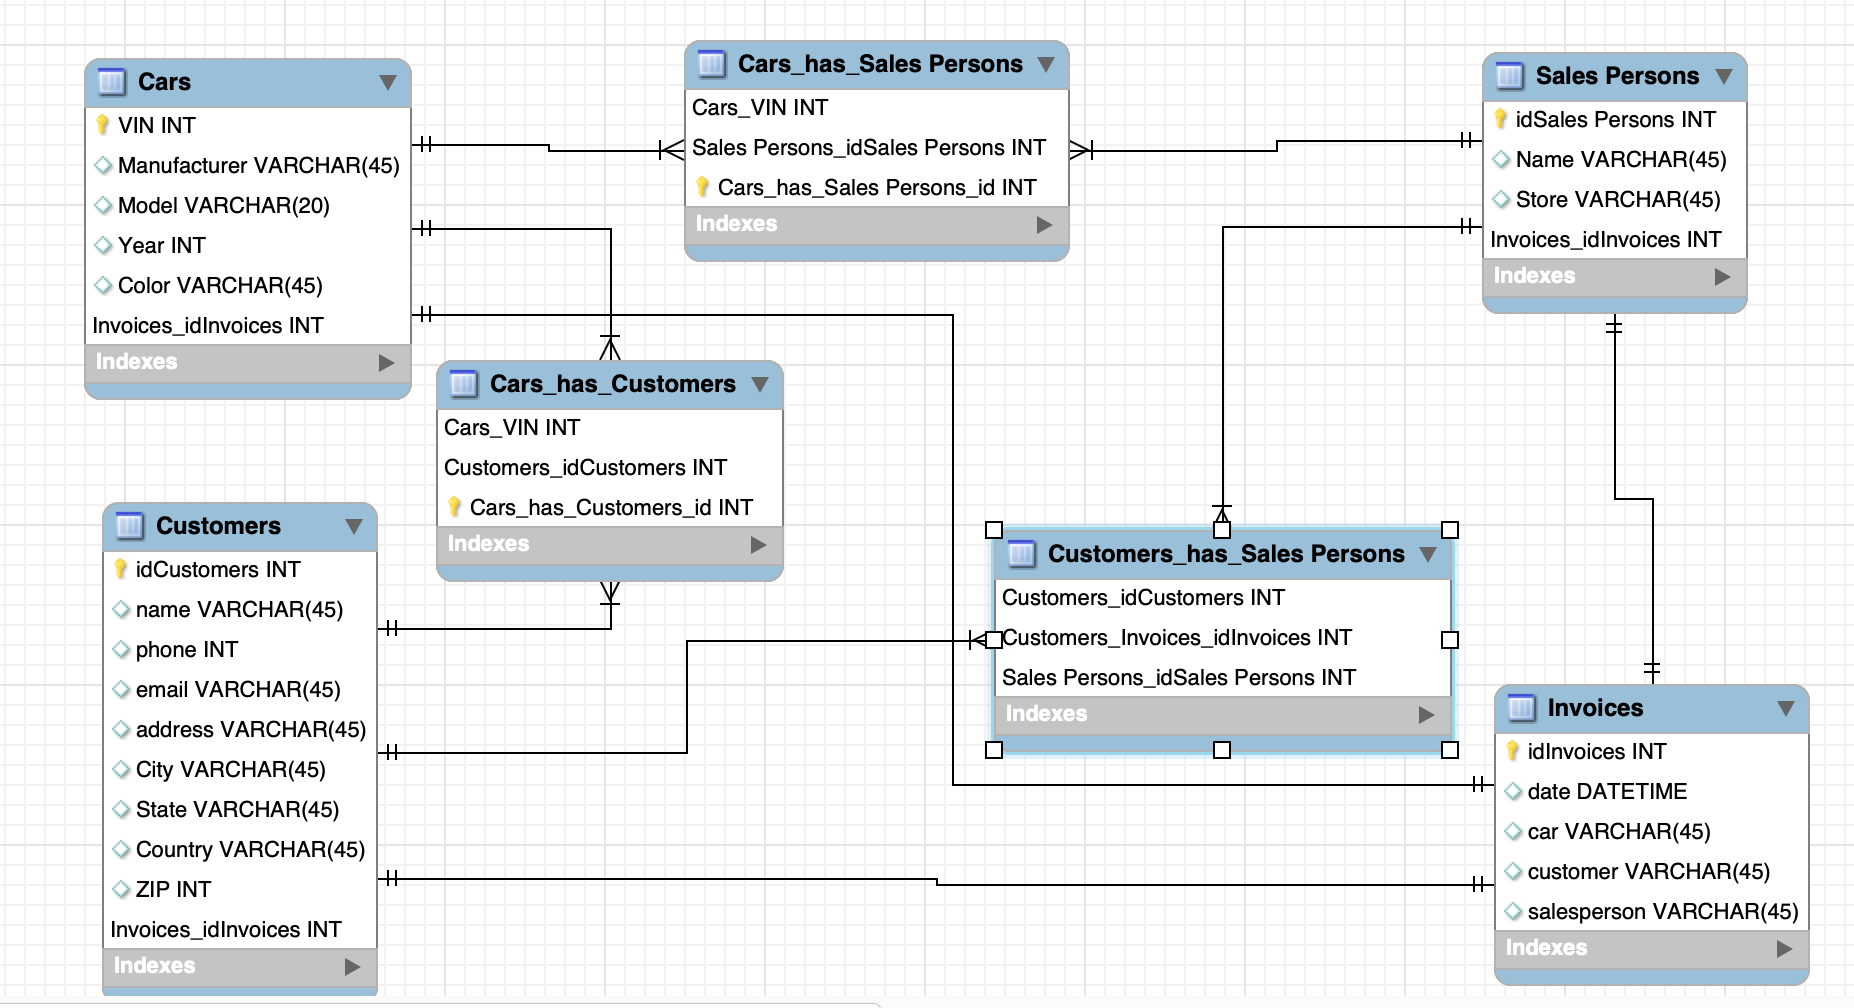 Cars
VIN INT
Manufacturer VARCHAR(45)
Model VARCHAR(20)
Year INT
Color VARCHAR(45)
Invoices_idInvoices INT
Indexes
Cars_has_Sales Persons
Cars_VIN INT
Sales Persons_idSales Persons INT
Cars_has_Sales Persons_id INT
Indexes
Sales Persons
idSales Persons INT
Name VARCHAR(45)
Store VARCHAR(45)
Invoices_idInvoices INT
Indexes
Cars_has_Customers
Cars_VIN INT
Customers_idCustomers INT
Cars_has_Customers_id INT
Indexes
Customers
idCustomers INT
name VARCHAR(45)
phone INT
email VARCHAR(45)
address VARCHAR(45)
City VARCHAR(45)
State VARCHAR(45)
Country VARCHAR(45)
ZIP INT
Invoices_idInvoices INT
Indexes
Customers_has_Sales Persons
Customers_idCustomers INT
Customers_Invoices_idInvoices INT
Sales Persons_idSales Persons INT
Indexes
Invoices
idInvoices INT
date DATETIME
car VARCHAR(45)
customer VARCHAR(45)
salesperson VARCHAR(45)
Indexes